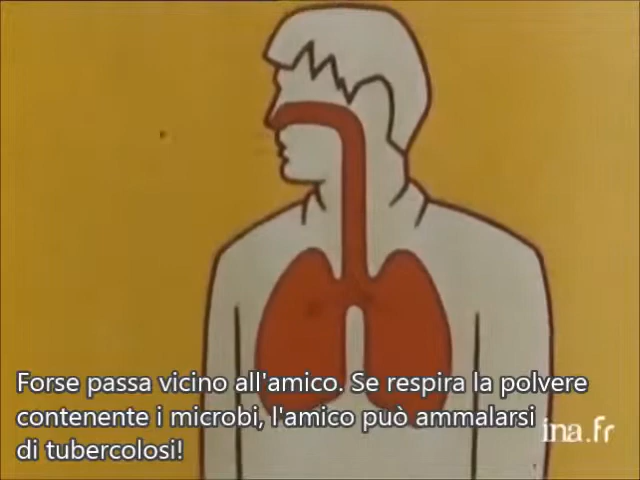 Forse passa vicino all'amico. Se respira la polvere
contenente i microbi, l'amico può ammalarsi
di tubercolosi!
ina.fr